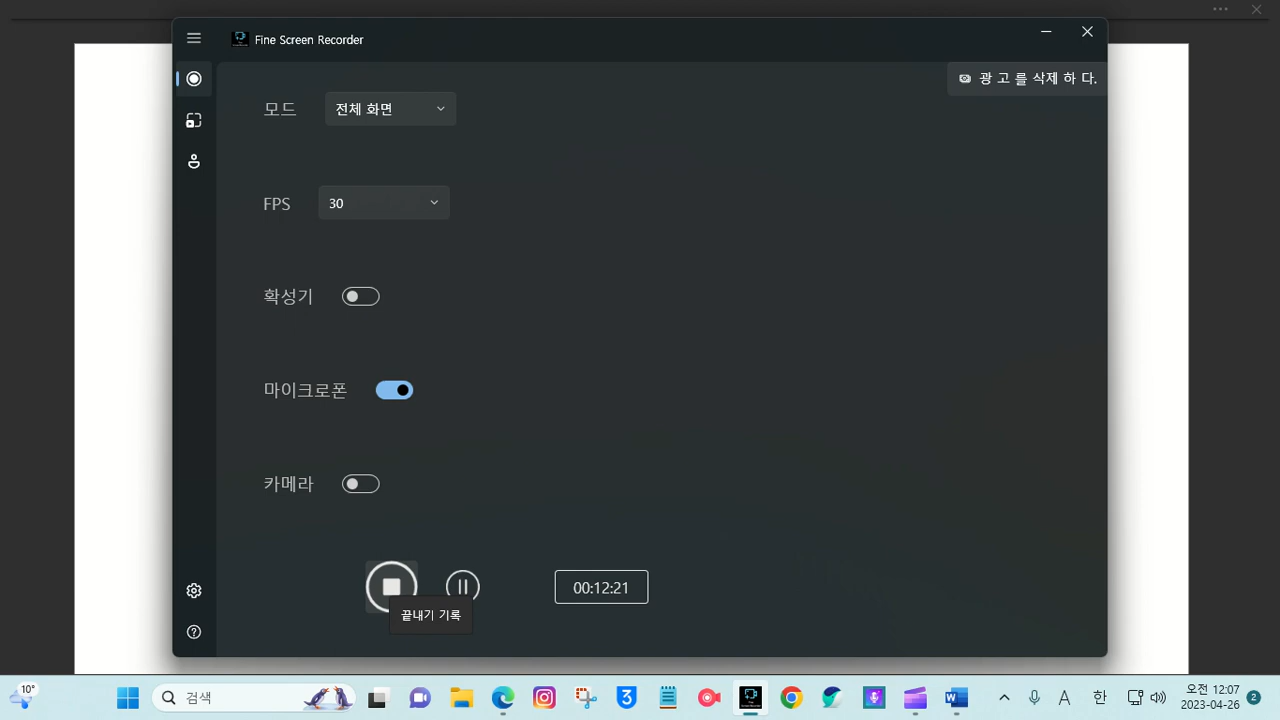 Fine Screen Recorder
광 고 를 삭제 하 다.
모드
전체 화면
FPS
30
확성기
마이크로폰
카메라
00:12:21
끝내기 기록
10°
검색
3
A
한
오전 12:07
2023-04-26
2